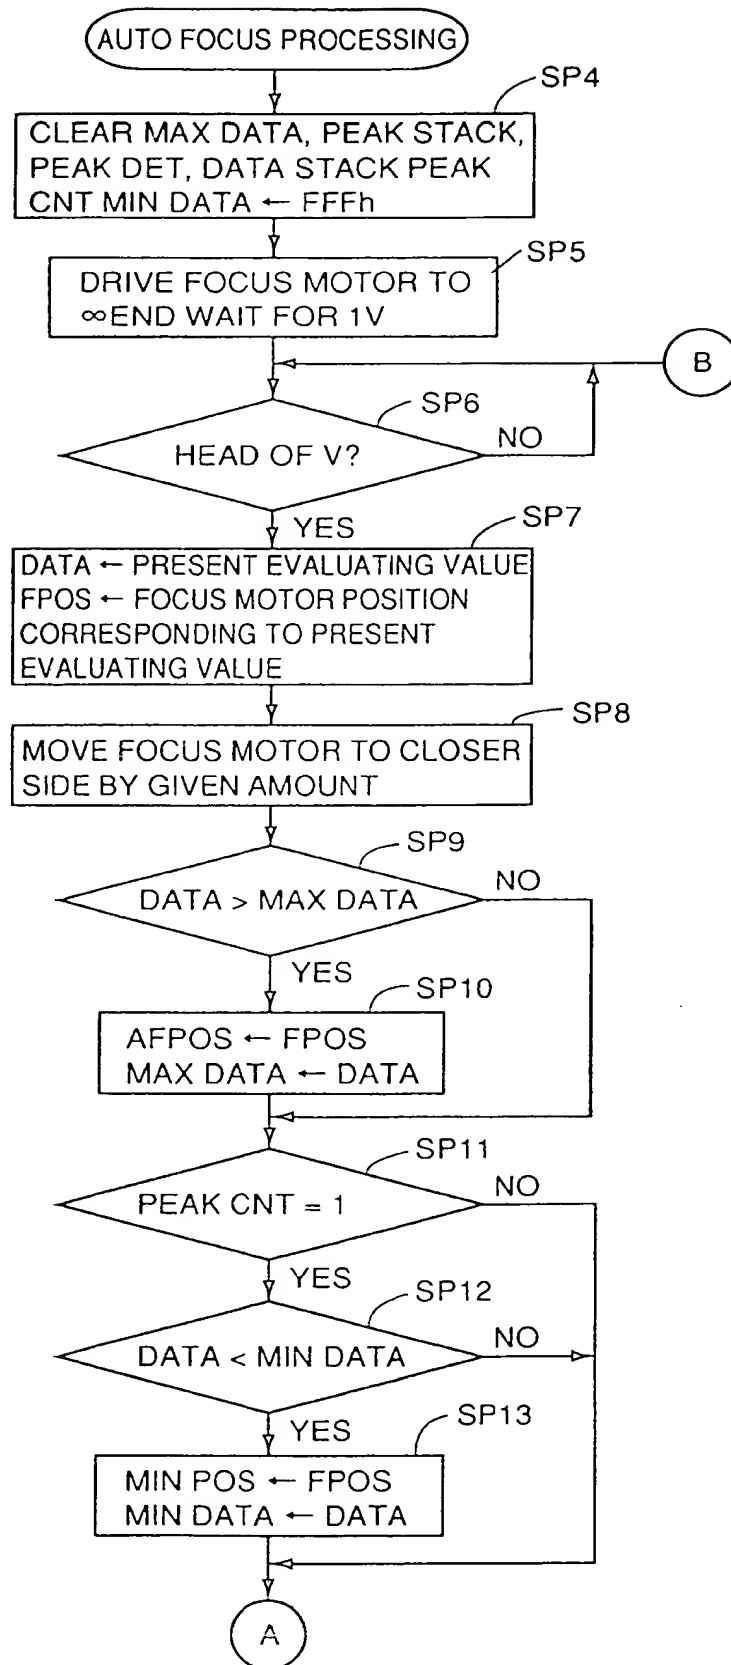 AUTO FOCUS PROCESSING
SP4
CLEAR MAX DATA, PEAK STACK,
PEAK DET, DATA STACK PEAK
CNT MIN DATA ← FFFh
SP5
DRIVE FOCUS MOTOR TO
∞END WAIT FOR 1V
B
SP6
HEAD OF V?
NO
YES
SP7
DATA ← PRESENT EVALUATING VALUE
FPOS ← FOCUS MOTOR POSITION
CORRESPONDING TO PRESENT
EVALUATING VALUE
SP8
MOVE FOCUS MOTOR TO CLOSER
SIDE BY GIVEN AMOUNT
SP9
DATA > MAX DATA
NO
YES
SP10
AFPOS ← FPOS
MAX DATA ← DATA
SP11
PEAK CNT = 1
NO
YES
SP12
DATA < MIN DATA
NO
YES
SP13
MIN POS ← FPOS
MIN DATA ← DATA
A